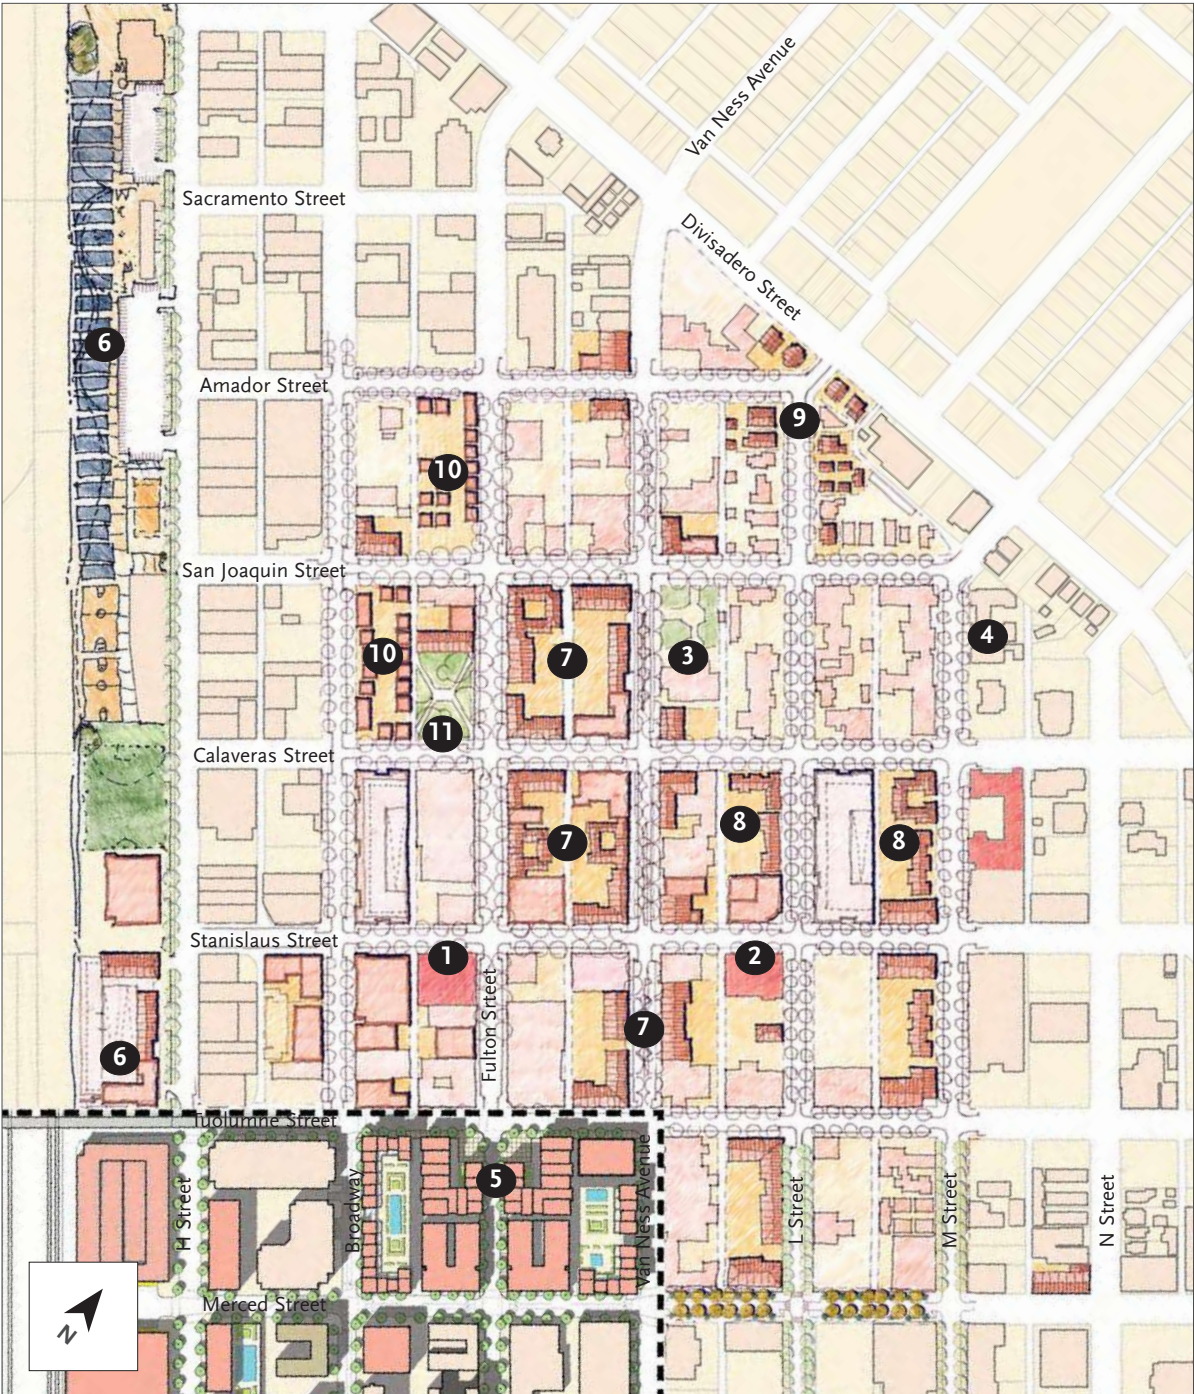 Van Ness Avenue
Sacramento Street
Divisadero Street
6
Amador Street
9
10
San Joaquin Street
4
10
7
3
11
Calaveras Street
8
7
8
Stanislaus Street
1
2
Fulton Srteet
7
6
Tuolumne Street
5
H Street
Broadway
Van Ness Avenue
L Street
M Street
N Street
Merced Street
N